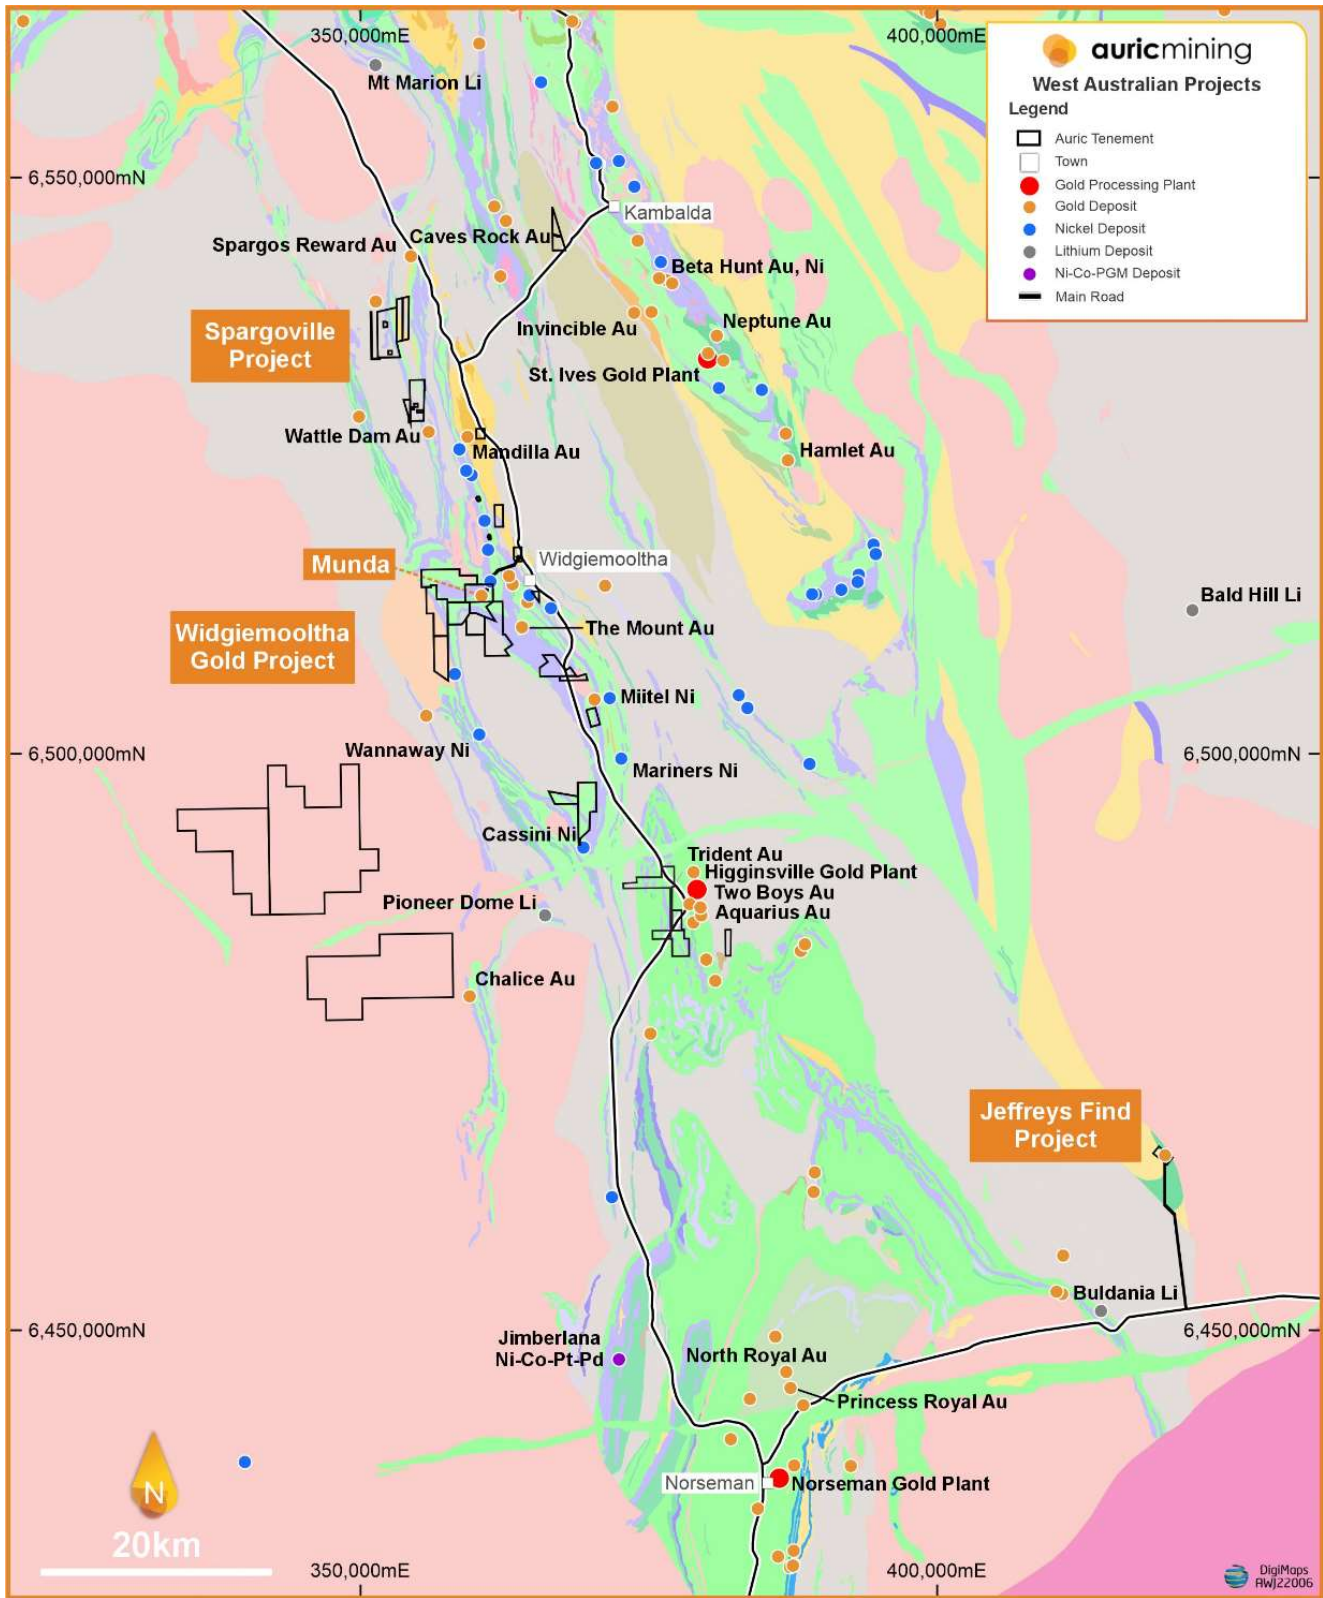 350,000mE
400,000mE
auricmining
West Australian Projects
Legend
Auric Tenement
Town
Gold Processing Plant
Gold Deposit
Nickel Deposit
Lithium Deposit
Ni-Co-PGM Deposit
Main Road
Mt Marion Li
6,550,000mN
Kambalda
Spargos Reward Au
Caves Rock Au
Beta Hunt Au, Ni
Spargoville
Project
Invincible Au
Neptune Au
St. Ives Gold Plant
Wattle Dam Au
Mandilla Au
Hamlet Au
Munda
Widgiemooltha
Bald Hill Li
Widgiemooltha
Gold Project
The Mount Au
Miitel Ni
Wannaway Ni
6,500,000mN
6,500,000mN
Mariners Ni
Cassini Ni
Trident Au
Higginsville Gold Plant
Two Boys Au
Pioneer Dome Li
Aquarius Au
Chalice Au
Jeffreys Find
Project
Buldania Li
6,450,000mN
6,450,000mN
Jimberlana
Ni-Co-Pt-Pd
North Royal Au
Princess Royal Au
Norseman
Norseman Gold Plant
N
20km
350,000mE
400,000mE
DigiMaps
AWJ22006